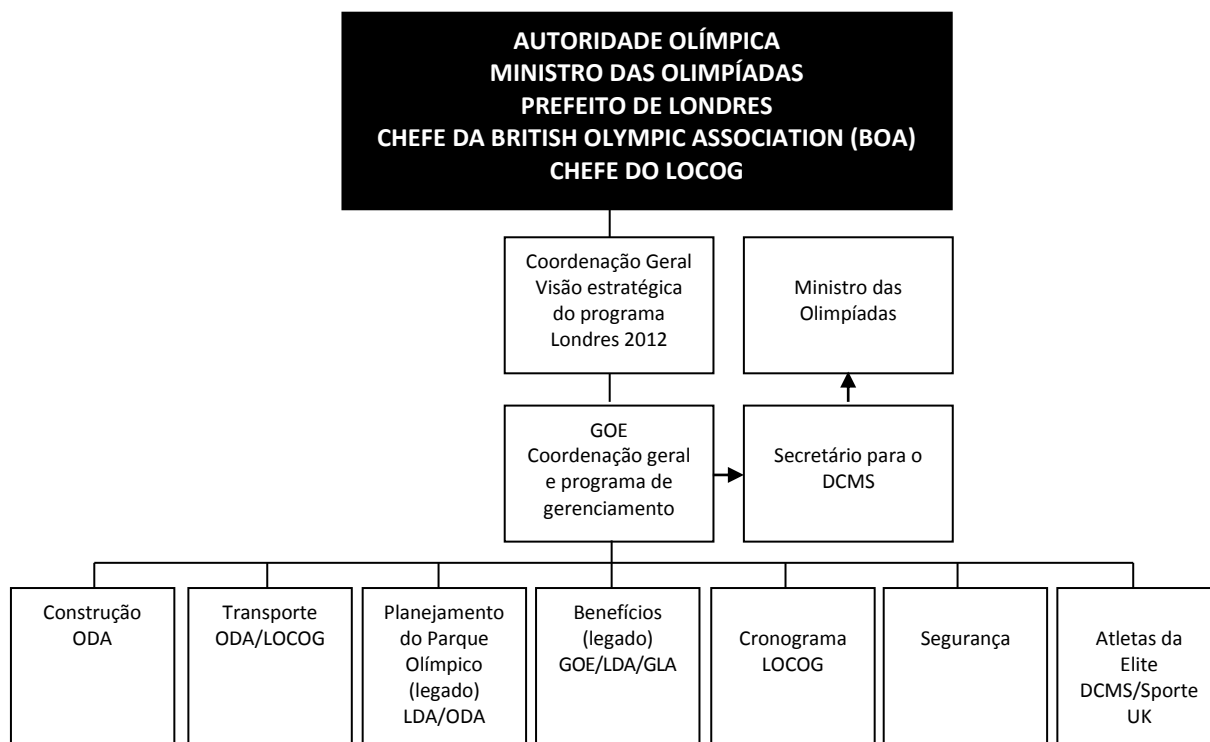 AUTORIDADE OLÍMPICA
MINISTRO DAS OLIMPÍADAS
PREFEITO DE LONDRES
CHEFE DA BRITISH OLYMPIC ASSOCIATION (BOA)
CHEFE DO LOCOG
Coordenação Geral
Visão estratégica
do programa
Londres 2012
Ministro das
Olimpíadas
GOE
Coordenação geral
e programa de
gerenciamento
Secretário para o
DCMS
Construção
ODA
Transporte
ODA/LOCOG
Planejamento
do Parque
Olímpico
(legado)
LDA/ODA
Benefícios
(legado)
GOE/LDA/GLA
Cronograma
LOCOG
Segurança
Atletas da
Elite
DCMS/Sporte
UK